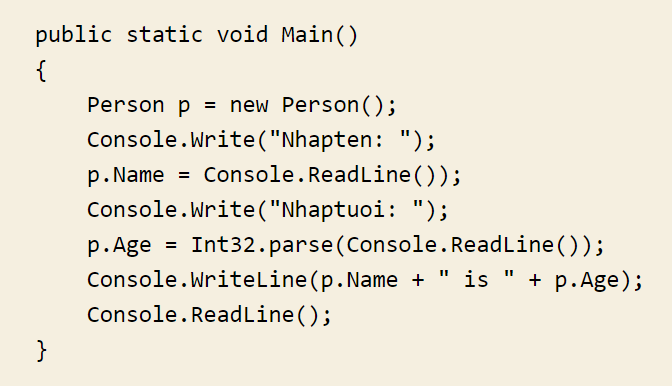 public static void Main()
{
    Person p = new Person();
    Console.Write("Nhapten: ");
    p.Name = Console.ReadLine());
    Console.Write("Nhaptuoi: ");
    p.Age = Int32.parse(Console.ReadLine());
    Console.WriteLine(p.Name + " is " + p.Age);
    Console.ReadLine();
}